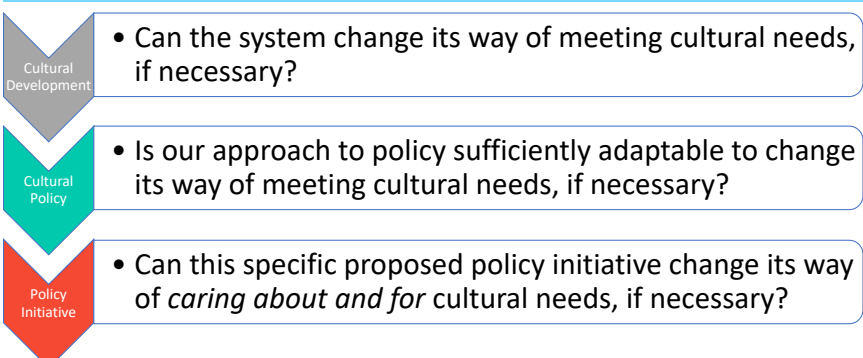 Cultural
Development
• Can the system change its way of meeting cultural needs,
if necessary?
Cultural
Policy
• Is our approach to policy sufficiently adaptable to change
its way of meeting cultural needs, if necessary?
Policy
Initiative
• Can this specific proposed policy initiative change its way
of caring about and for cultural needs, if necessary?